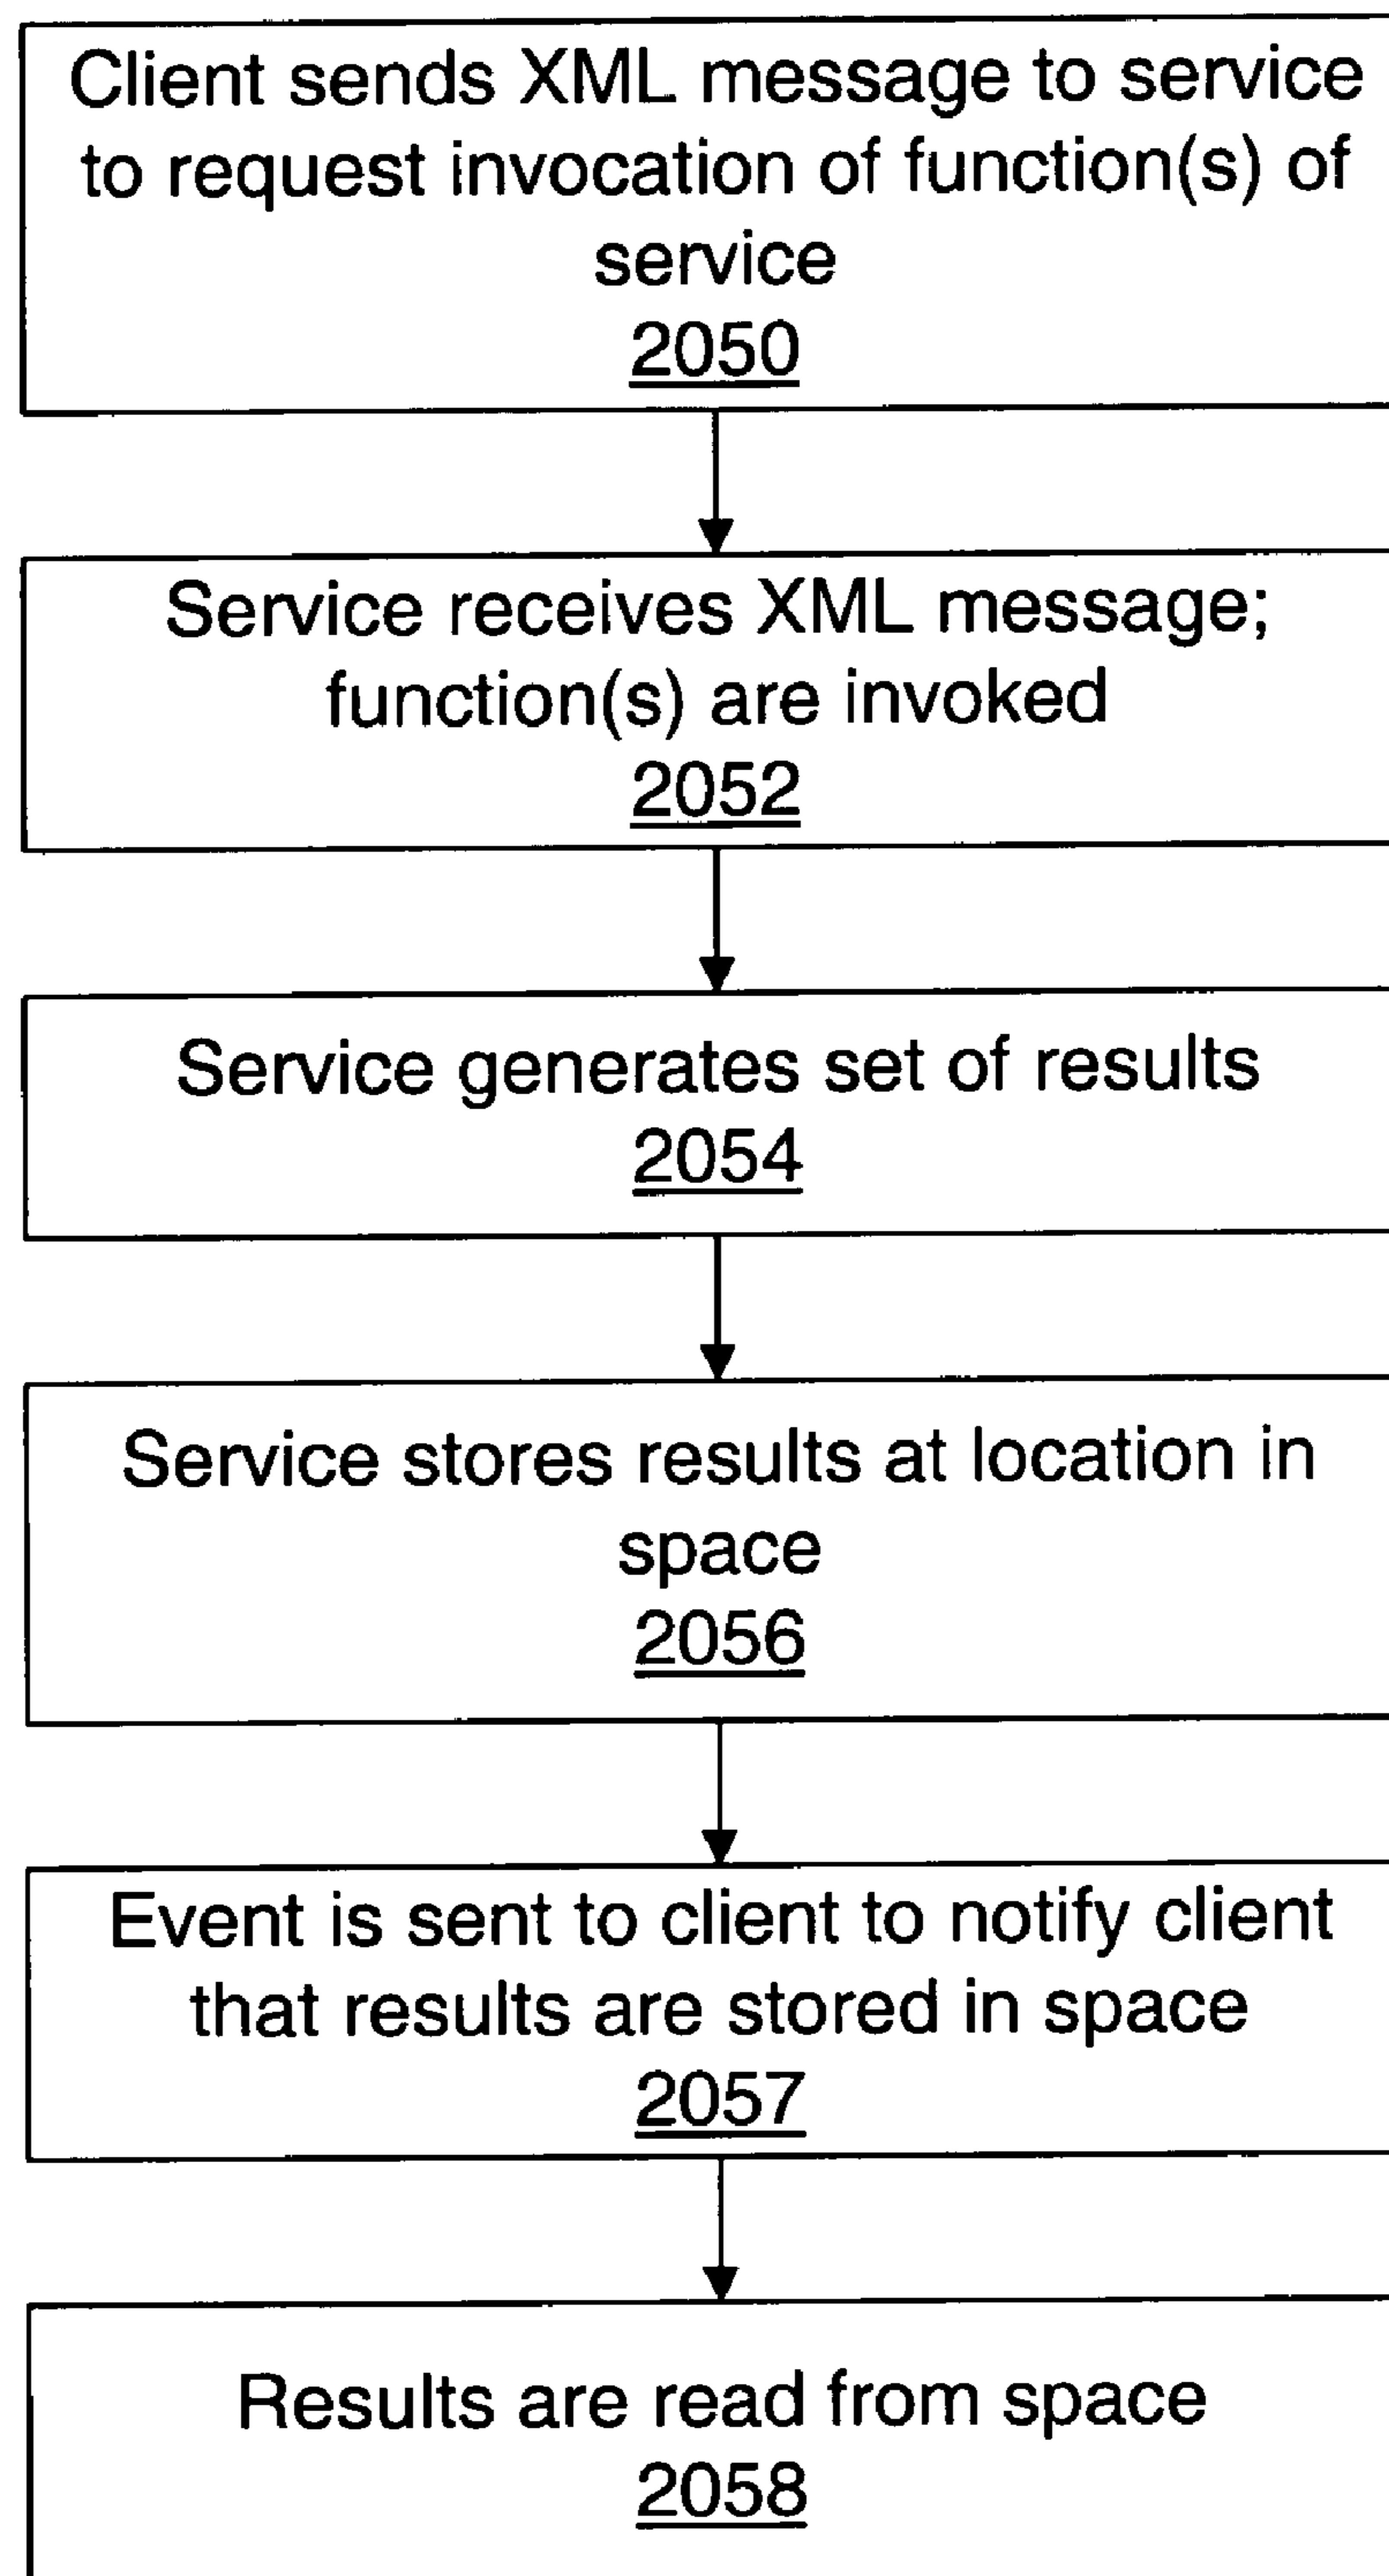 Client sends XML message to service
to request invocation of function(s) of
service
2050
Service receives XML message;
function(s) are invoked
2052
Service generates set of results
2054
Service stores results at location in
space
2056
Event is sent to client to notify client
that results are stored in space
2057
Results are read from space
2058